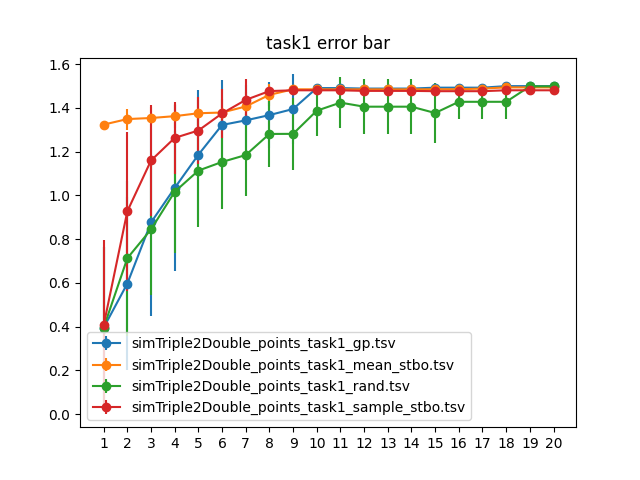 task1 error bar
1.6
1.4
1.2
1.0
0.8
0.6
0.4
0.2
0.0
simTriple2Double_points_task1_gp.tsv
simTriple2Double_points_task1_mean_stbo.tsv
simTriple2Double_points_task1_rand.tsv
simTriple2Double_points_task1_sample_stbo.tsv
1 2 3 4 5 6 7 8 9 10 11 12 13 14 15 16 17 18 19 20